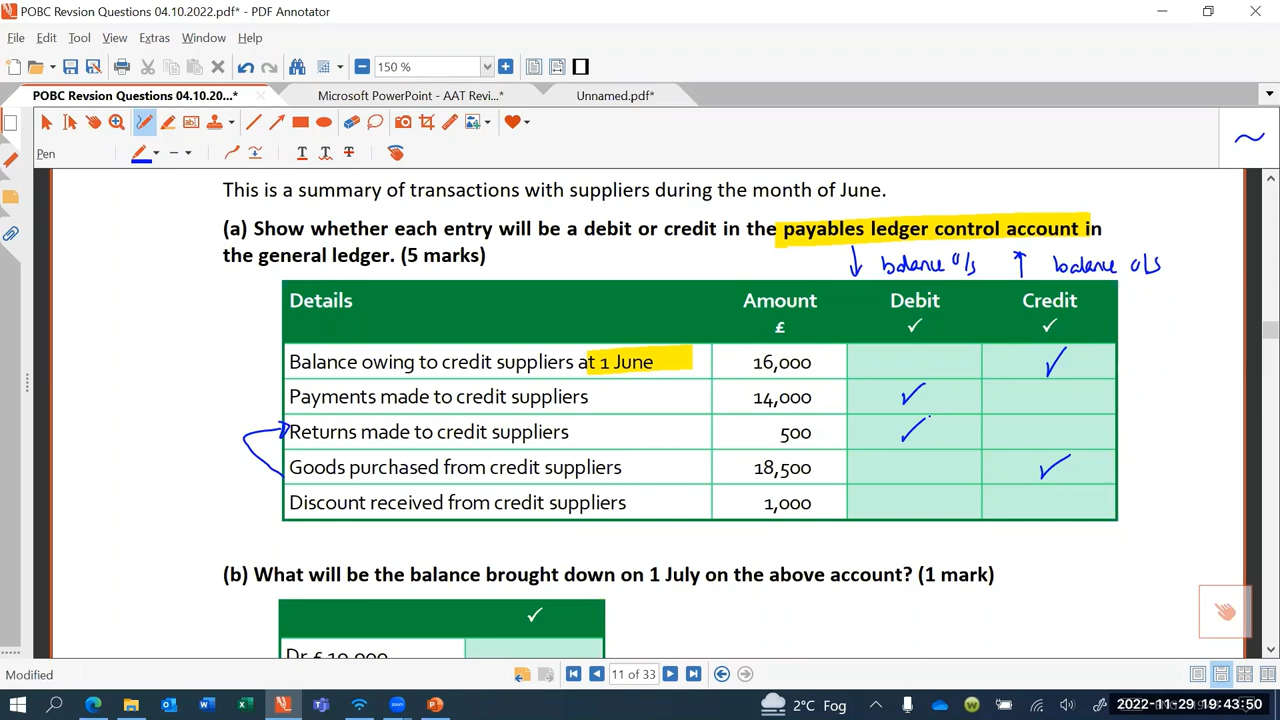 POBC Revision Questions 04.10.2022.pdf* - PDF Annotator
File Edit Tool View Extras Window Help
150 %
POBC Revsion Questions 04.10.20...* Microsoft PowerPoint - AAT Revi...* Unnamed.pdf*
Pen
This is a summary of transactions with suppliers during the month of June.
(a) Show whether each entry will be a debit or credit in the payables ledger control account in
the general ledger. (5 marks)
↓ balance o/s ↑ balance o/s
Details Amount Debit Credit
£ ✓ ✓
Balance owing to credit suppliers at 1 June 16,000 ✓
Payments made to credit suppliers 14,000 ✓
Returns made to credit suppliers 500 ✓
Goods purchased from credit suppliers 18,500 ✓
Discount received from credit suppliers 1,000
(b) What will be the balance brought down on 1 July on the above account? (1 mark)
✓
Dr £ 19,000
Modified 11 of 33
2°C Fog 2022-11-29 19:43:50